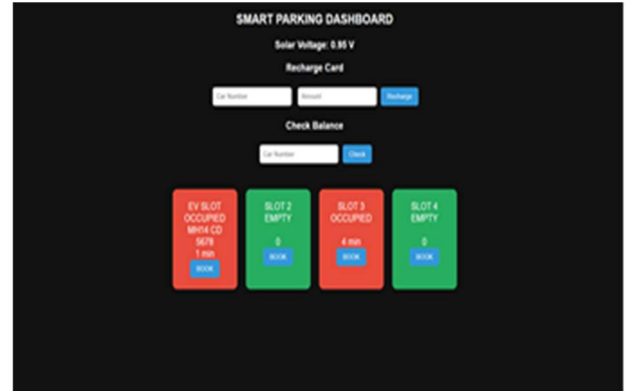 SMART PARKING DASHBOARD
Solar Voltage: 0.95 V
Recharge Card
Car Number
Amount
Recharge
Check Balance
Car Number
Check
EV SLOT
OCCUPIED
MH14 CD
5678
1 min
BOOK
SLOT 2
EMPTY
0
BOOK
SLOT 3
OCCUPIED
4 min
BOOK
SLOT 4
EMPTY
0
BOOK